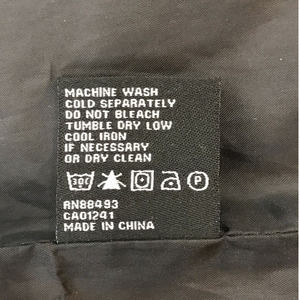 MACHINE WASH
COLD SEPARATELY
DO NOT BLEACH
TUMBLE DRY LOW
COOL IRON
IF NECESSARY
OR DRY CLEAN
30C P
RN88493
CA01241
MADE IN CHINA